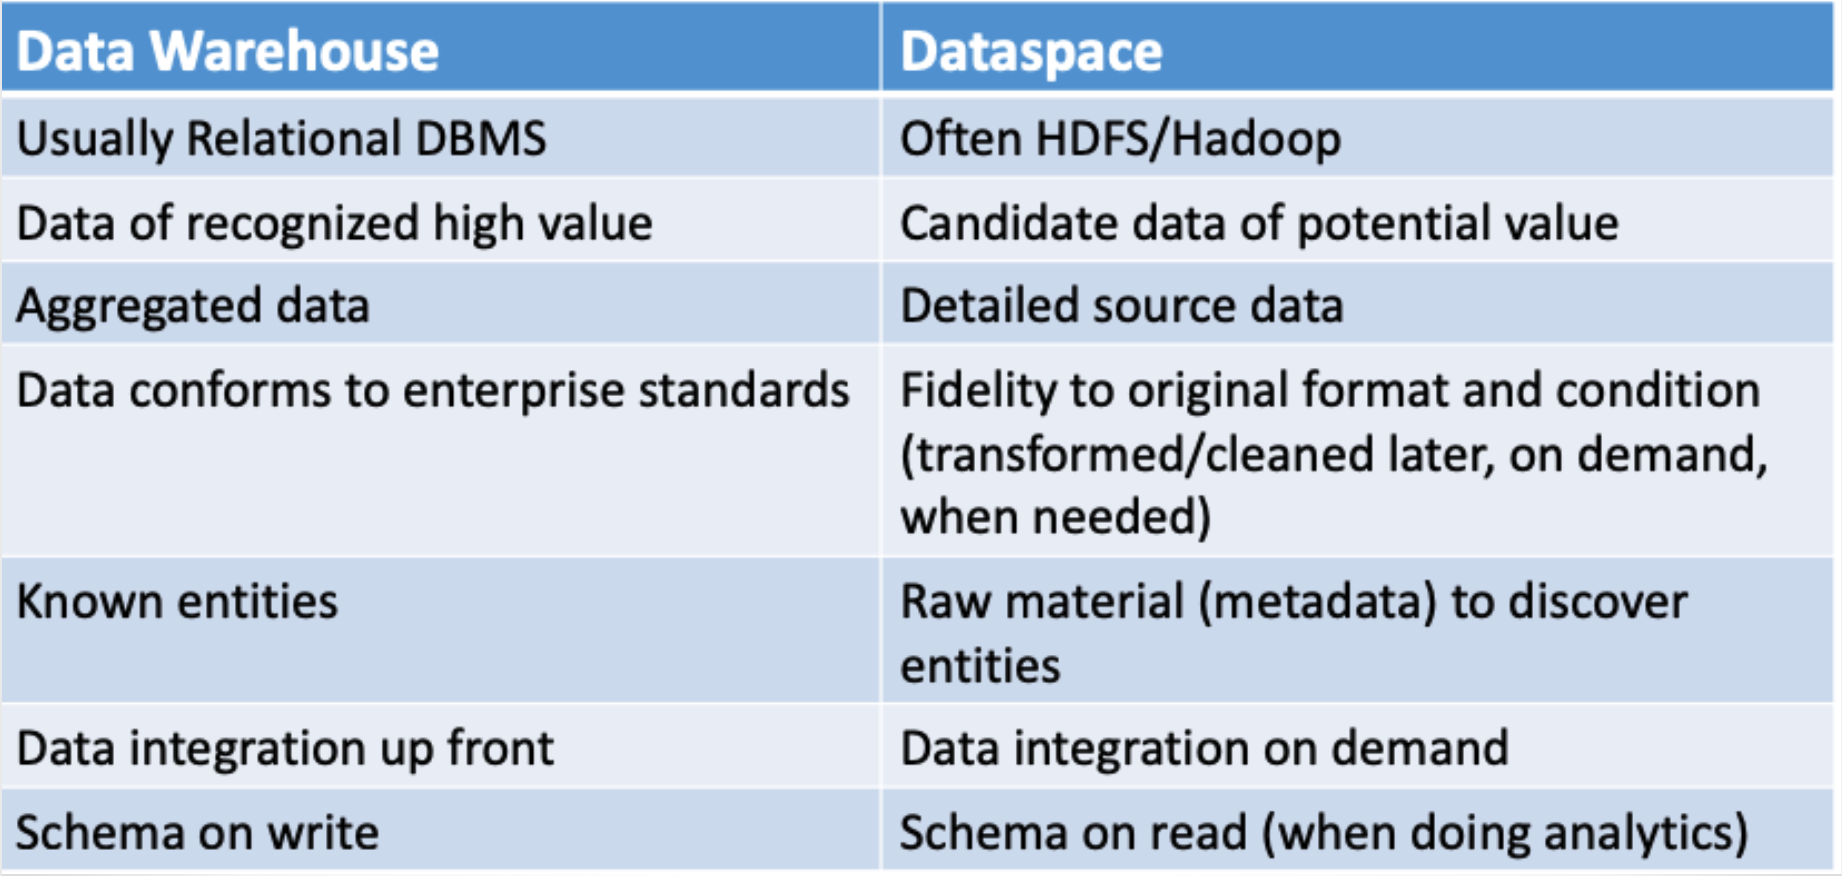 Data Warehouse
Dataspace
Usually Relational DBMS
Often HDFS/Hadoop
Data of recognized high value
Candidate data of potential value
Aggregated data
Detailed source data
Data conforms to enterprise standards
Fidelity to original format and condition
(transformed/cleaned later, on demand,
when needed)
Known entities
Raw material (metadata) to discover
entities
Data integration up front
Data integration on demand
Schema on write
Schema on read (when doing analytics)